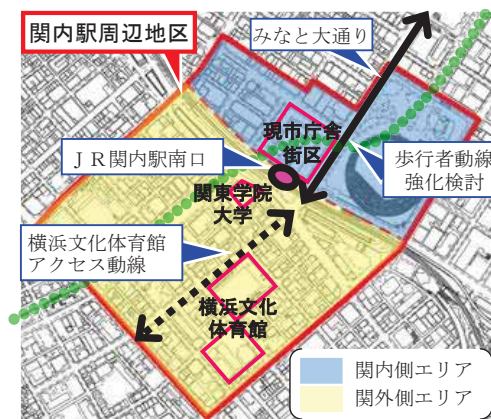 関内駅周辺地区
みなと大通り
現市庁舎
街区
ＪＲ関内駅南口
歩行者動線
強化検討
関東学院
大学
横浜文化体育館
アクセス動線
横浜文化
体育館
関内側エリア
関外側エリア